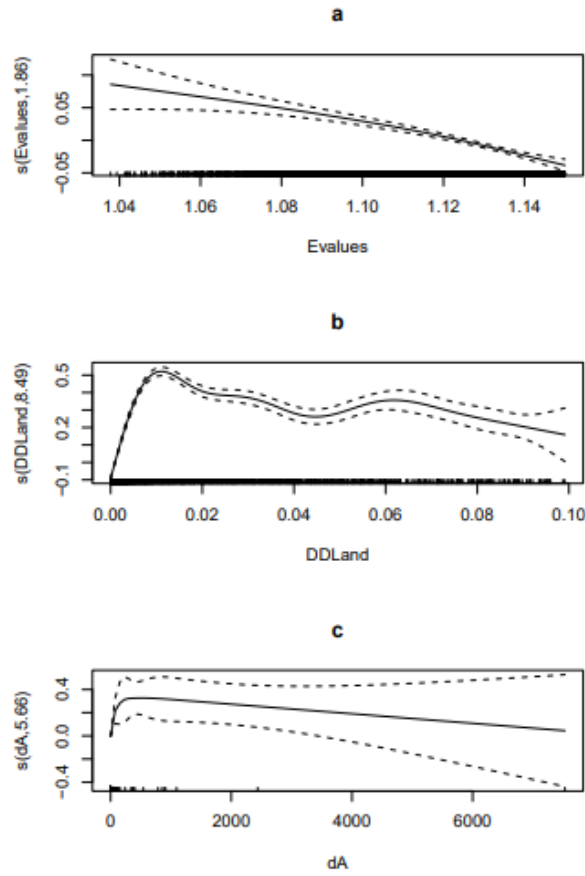 a
s(Evalues,1.86)
0.05
−0.05
1.04 1.06 1.08 1.10 1.12 1.14
Evalues
b
s(DDLand,8.49)
0.5
0.2
−0.1
0.00 0.02 0.04 0.06 0.08 0.10
DDLand
c
s(dA,5.66)
0.4
0.0
−0.4
0 2000 4000 6000
dA